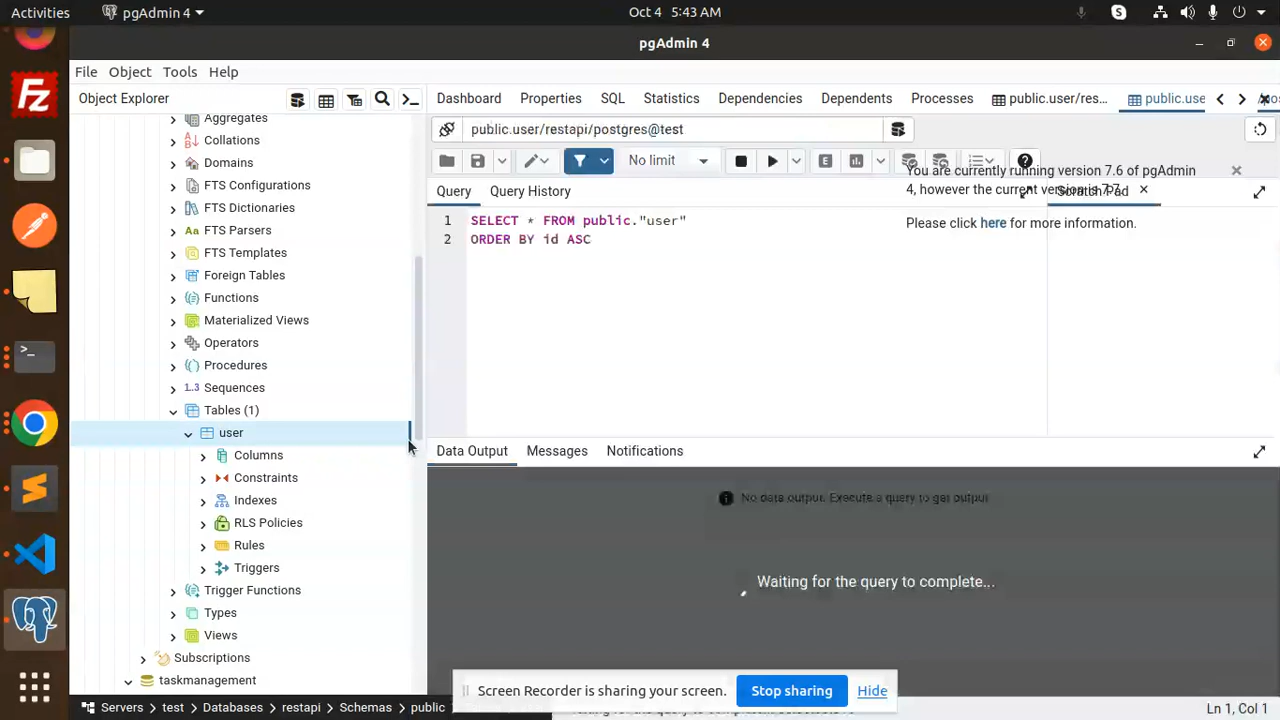 Activities pgAdmin 4 Oct 4 5:43 AM
pgAdmin 4
File Object Tools Help
Object Explorer
Dashboard Properties SQL Statistics Dependencies Dependents Processes public.user/res... public.use
public.user/restapi/postgres@test
No limit
You are currently running version 7.6 of pgAdmin
4, however the current version is 7.7.
Please click here for more information.
Query Query History Scratch Pad
1 SELECT * FROM public."user"
2 ORDER BY id ASC
Aggregates
Collations
Domains
FTS Configurations
FTS Dictionaries
FTS Parsers
FTS Templates
Foreign Tables
Functions
Materialized Views
Operators
Procedures
1..3 Sequences
Tables (1)
user
Columns
Constraints
Indexes
RLS Policies
Rules
Triggers
Trigger Functions
Types
Views
Subscriptions
taskmanagement
Data Output Messages Notifications
No data output. Execute a query to get output.
Waiting for the query to complete...
Screen Recorder is sharing your screen. Stop sharing Hide
Servers > test > Databases > restapi > Schemas > public
Ln 1, Col 1